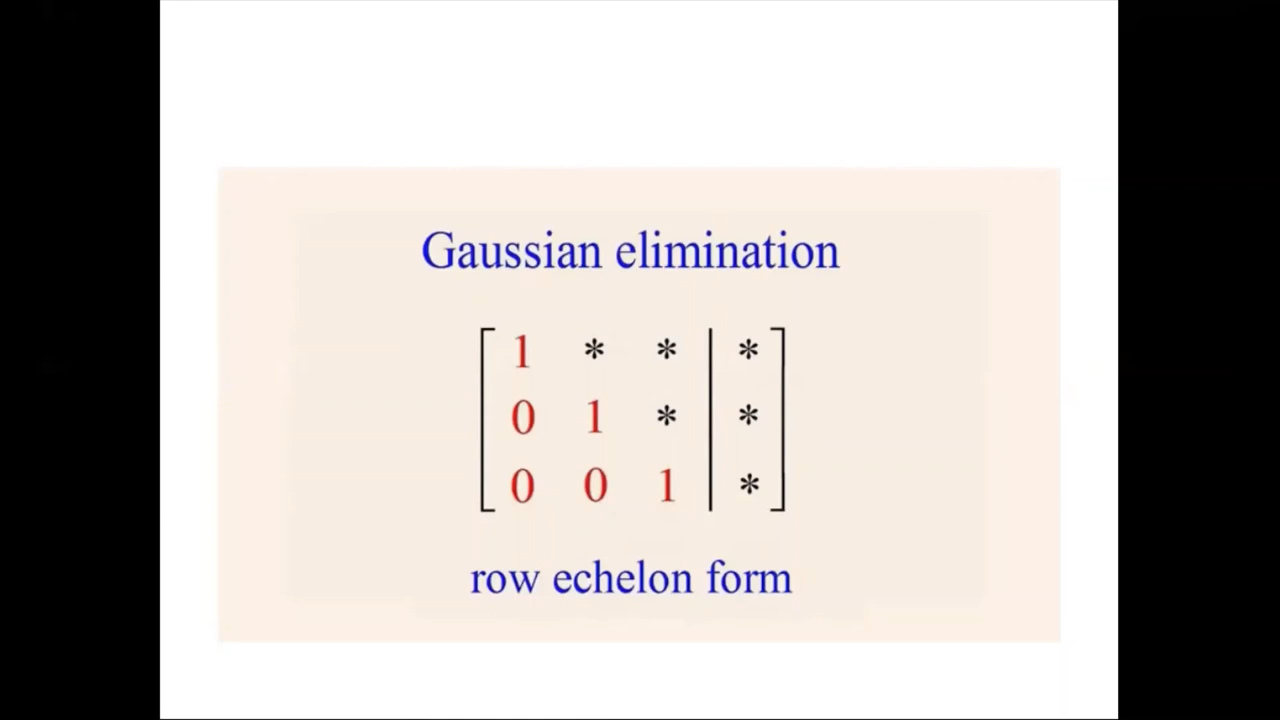 Gaussian elimination
1 * * | *
0 1 * | *
0 0 1 | *
row echelon form